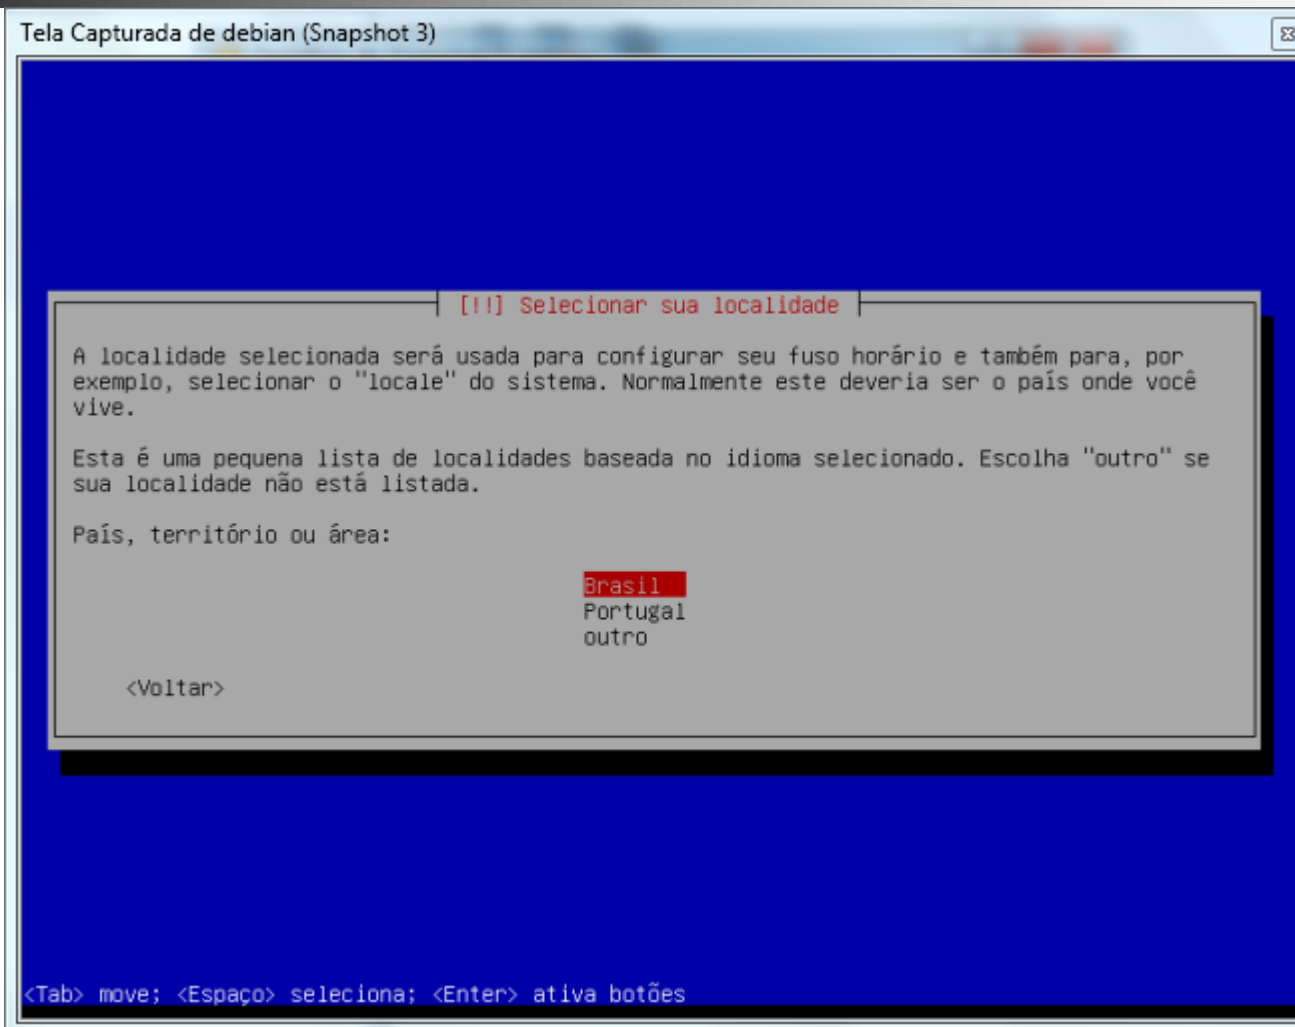 Tela Capturada de debian (Snapshot 3)
[!!] Selecionar sua localidade
A localidade selecionada será usada para configurar seu fuso horário e também para, por
exemplo, selecionar o "locale" do sistema. Normalmente este deveria ser o país onde você
vive.
Esta é uma pequena lista de localidades baseada no idioma selecionado. Escolha "outro" se
sua localidade não está listada.
País, território ou área:
Brasil
Portugal
outro
<Voltar>
<Tab> move; <Espaço> seleciona; <Enter> ativa botões